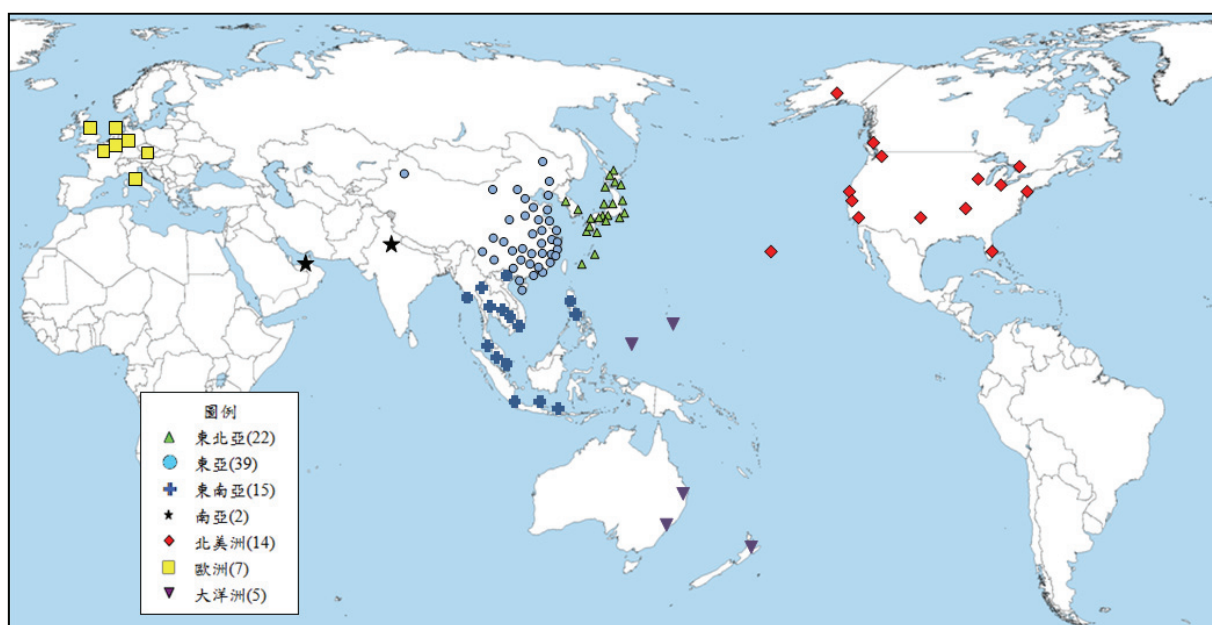 圖例
東北亞(22)
東亞(39)
東南亞(15)
南亞(2)
北美洲(14)
歐洲(7)
大洋洲(5)